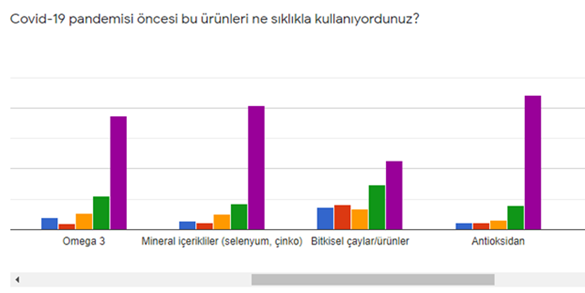 Covid-19 pandemisi öncesi bu ürünleri ne sıklıkla kullanıyordunuz?
Omega 3 Mineral içerikliler (selenyum, çinko) Bitkisel çaylar/ürünler Antioksidan